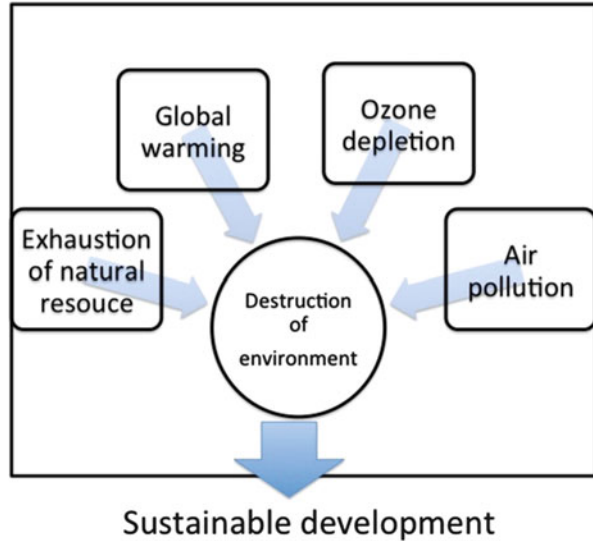 Global
warming
Ozone
depletion
Exhaustion
of natural
resouce
Air
pollution
Destruction
of
environment
Sustainable development